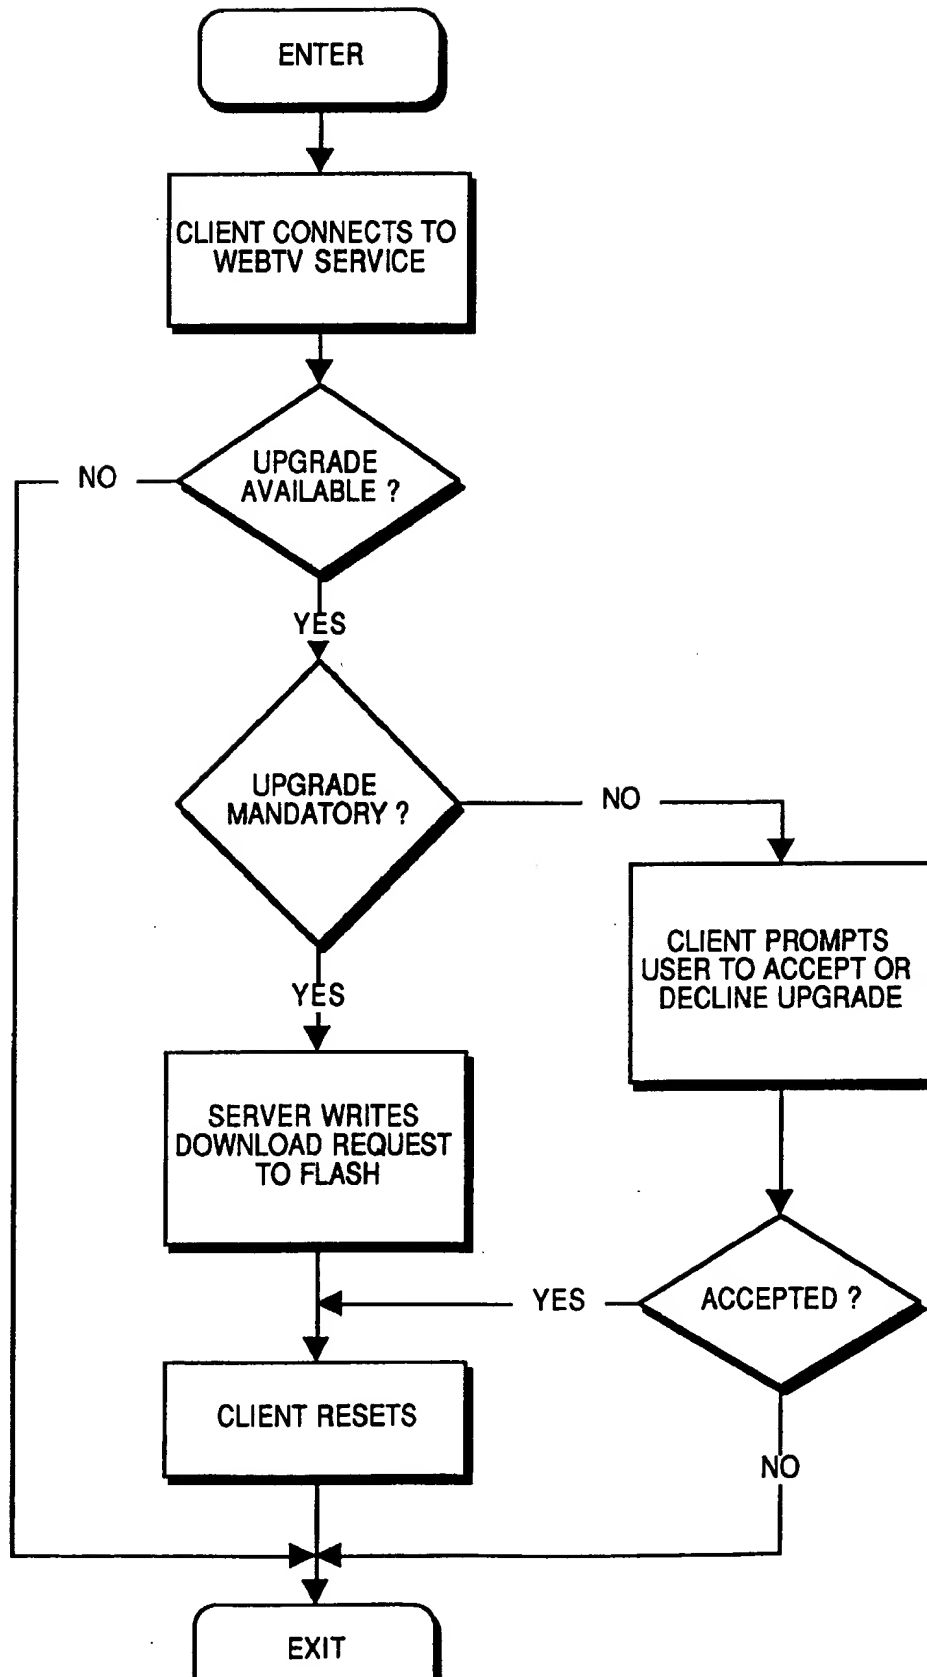 ENTER
CLIENT CONNECTS TO
WEBTV SERVICE
UPGRADE
AVAILABLE ?
NO
YES
UPGRADE
MANDATORY ?
NO
YES
CLIENT PROMPTS
USER TO ACCEPT OR
DECLINE UPGRADE
SERVER WRITES
DOWNLOAD REQUEST
TO FLASH
ACCEPTED ?
YES
NO
CLIENT RESETS
EXIT